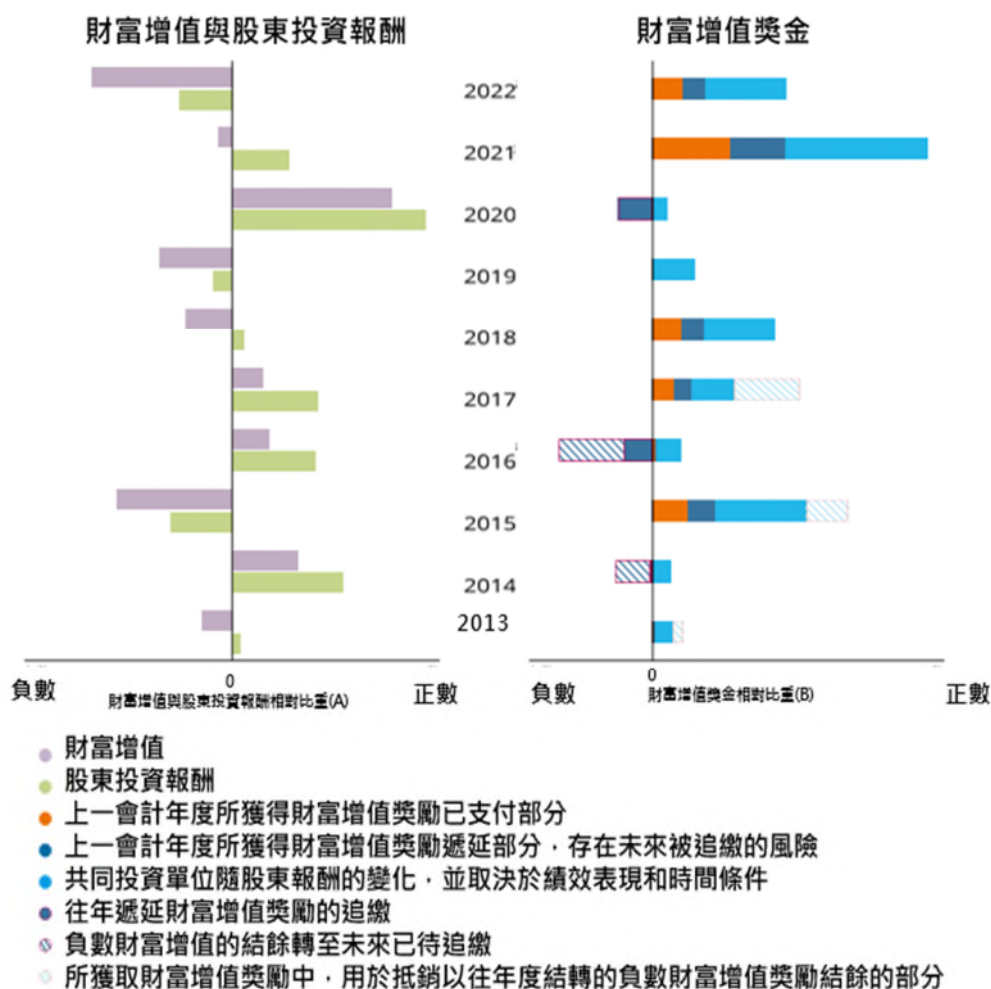 財富增值與股東投資報酬
財富增值獎金
2022
2021
2020
2019
2018
2017
2016
2015
2014
2013
負數
0
正數
財富增值與股東投資報酬相對比重(A)
負數
0
正數
財富增值獎金相對比重(B)
財富增值
股東投資報酬
上一會計年度所獲得財富增值獎勵已支付部分
上一會計年度所獲得財富增值獎勵遞延部分，存在未來被追繳的風險
共同投資單位隨股東報酬的變化，並取決於績效表現和時間條件
往年遞延財富增值獎勵的追繳
負數財富增值的結餘轉至未來已待追繳
所獲取財富增值獎勵中，用於抵銷以往年度結轉的負數財富增值獎勵結餘的部分